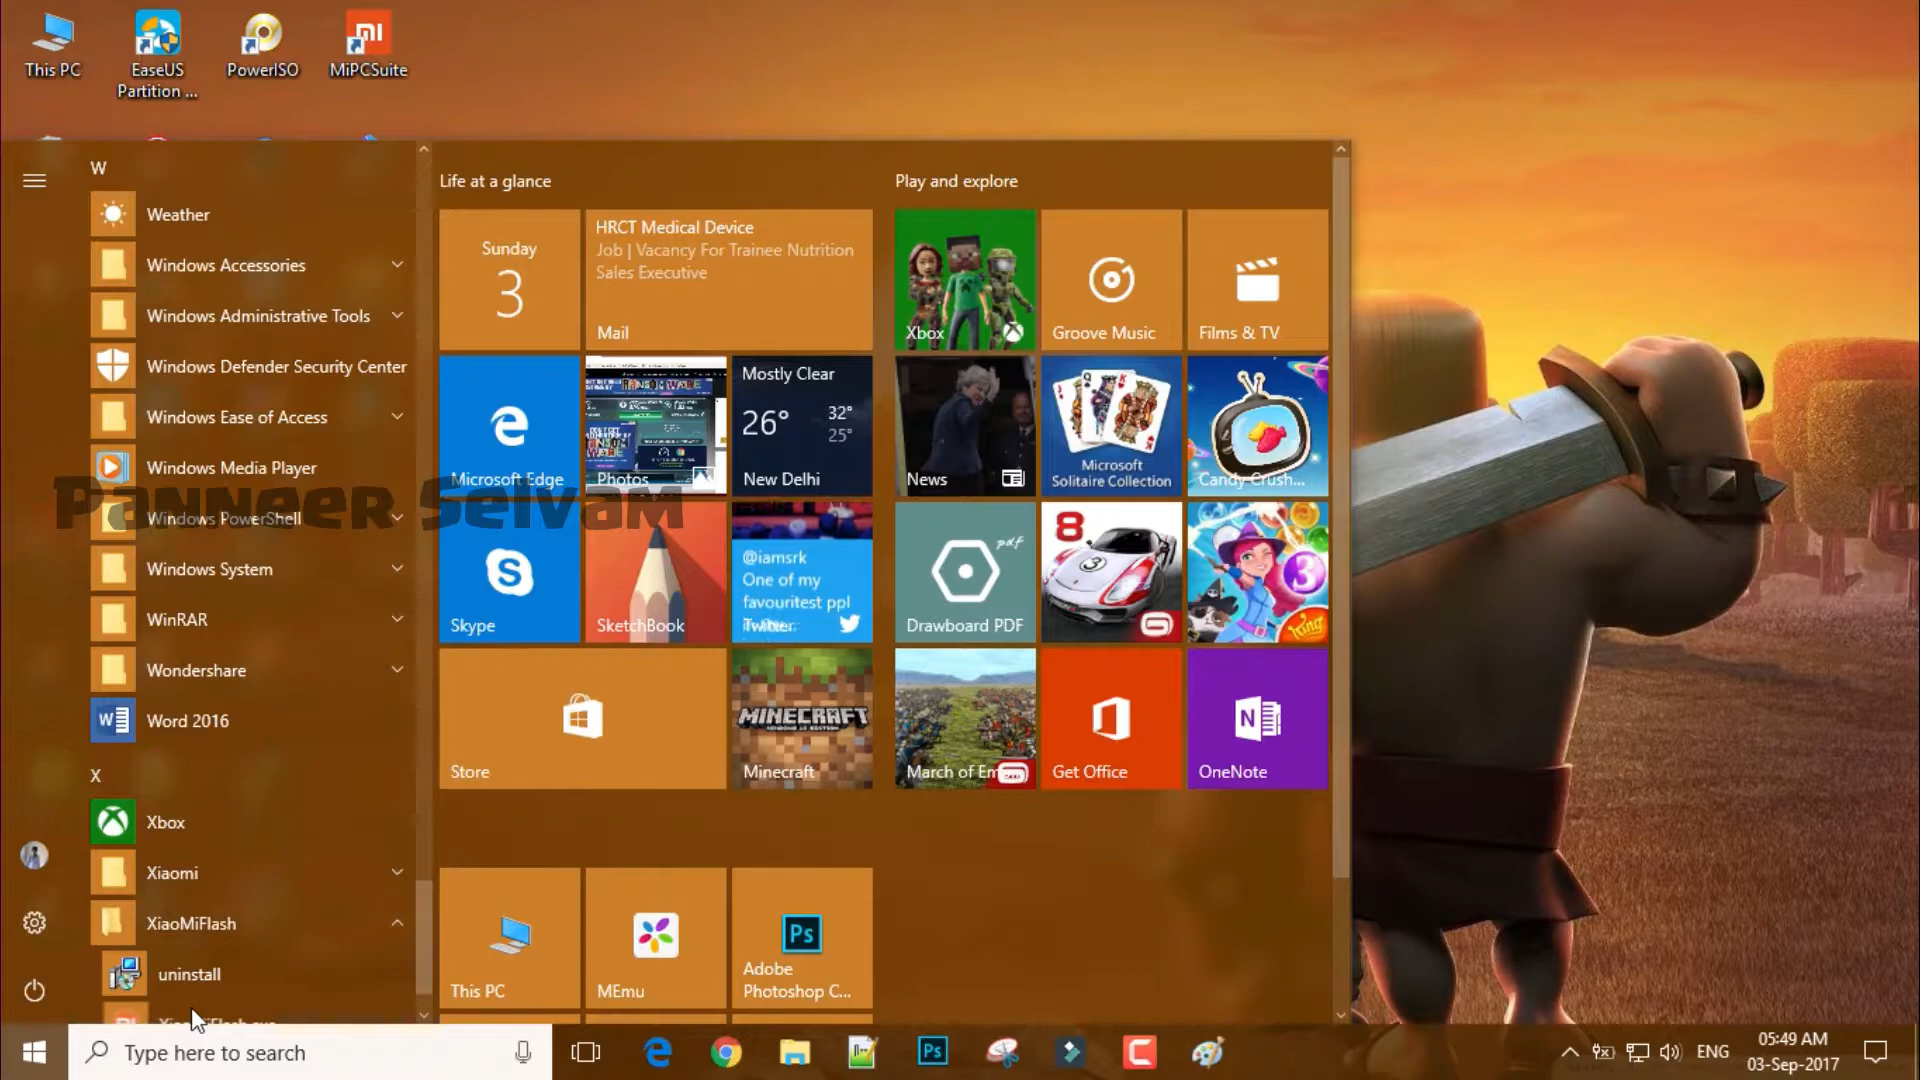 This PC
EaseUS
Partition ...
PowerISO
MiPCSuite
W
Weather
Windows Accessories
Windows Administrative Tools
Windows Defender Security Center
Windows Ease of Access
Windows Media Player
Windows PowerShell
Windows System
WinRAR
Wondershare
Word 2016
X
Xbox
Xiaomi
XiaoMiFlash
uninstall
Panneer Selvam
Life at a glance
Sunday
3
HRCT Medical Device
Job | Vacancy For Trainee Nutrition
Sales Executive
Mail
Microsoft Edge
Photos
Mostly Clear
26°
32°
25°
New Delhi
Skype
SketchBook
@iamsrk
One of my
favouritest ppl
Twitter
Store
MINECRAFT
Minecraft
Play and explore
Xbox
Groove Music
Films & TV
News
Microsoft
Solitaire Collection
Candy Crush...
pdf
Drawboard PDF
8
3
3
King
March of Em
Get Office
OneNote
This PC
MEmu
Ps
Adobe
Photoshop C...
Type here to search
Ps
ENG
05:49 AM
03-Sep-2017